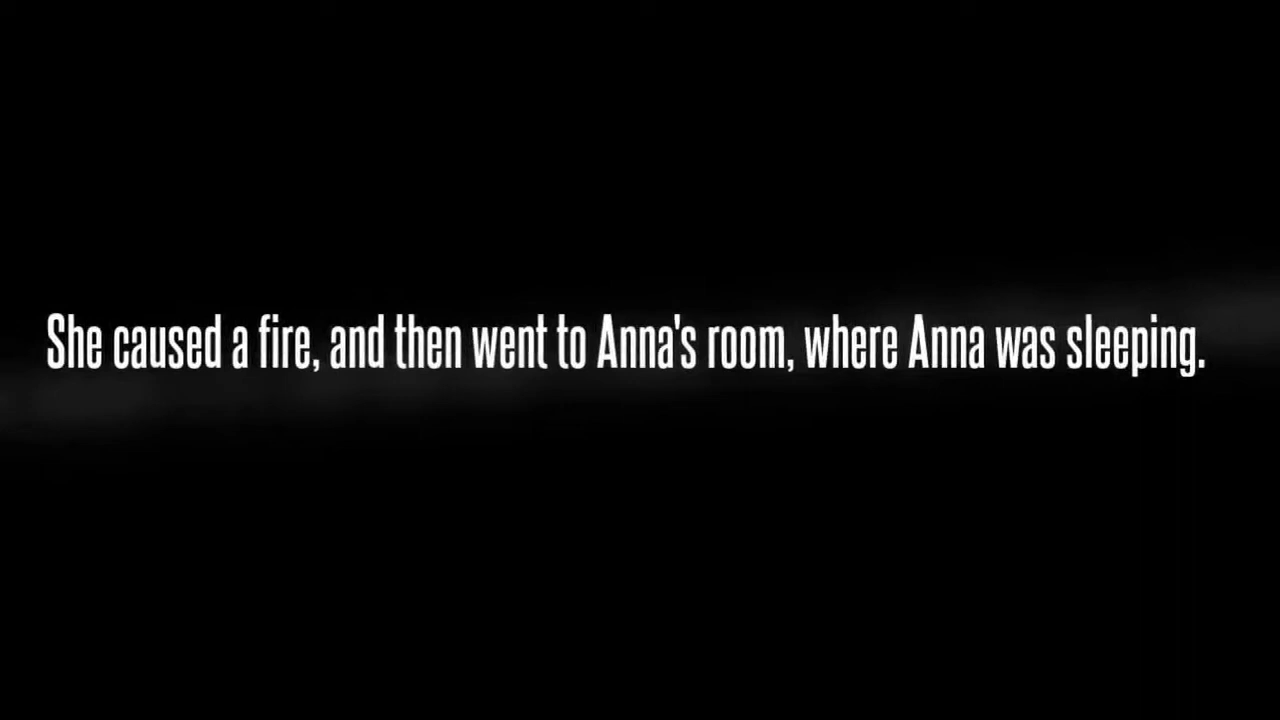 She caused a fire, and then went to Anna's room, where Anna was sleeping.